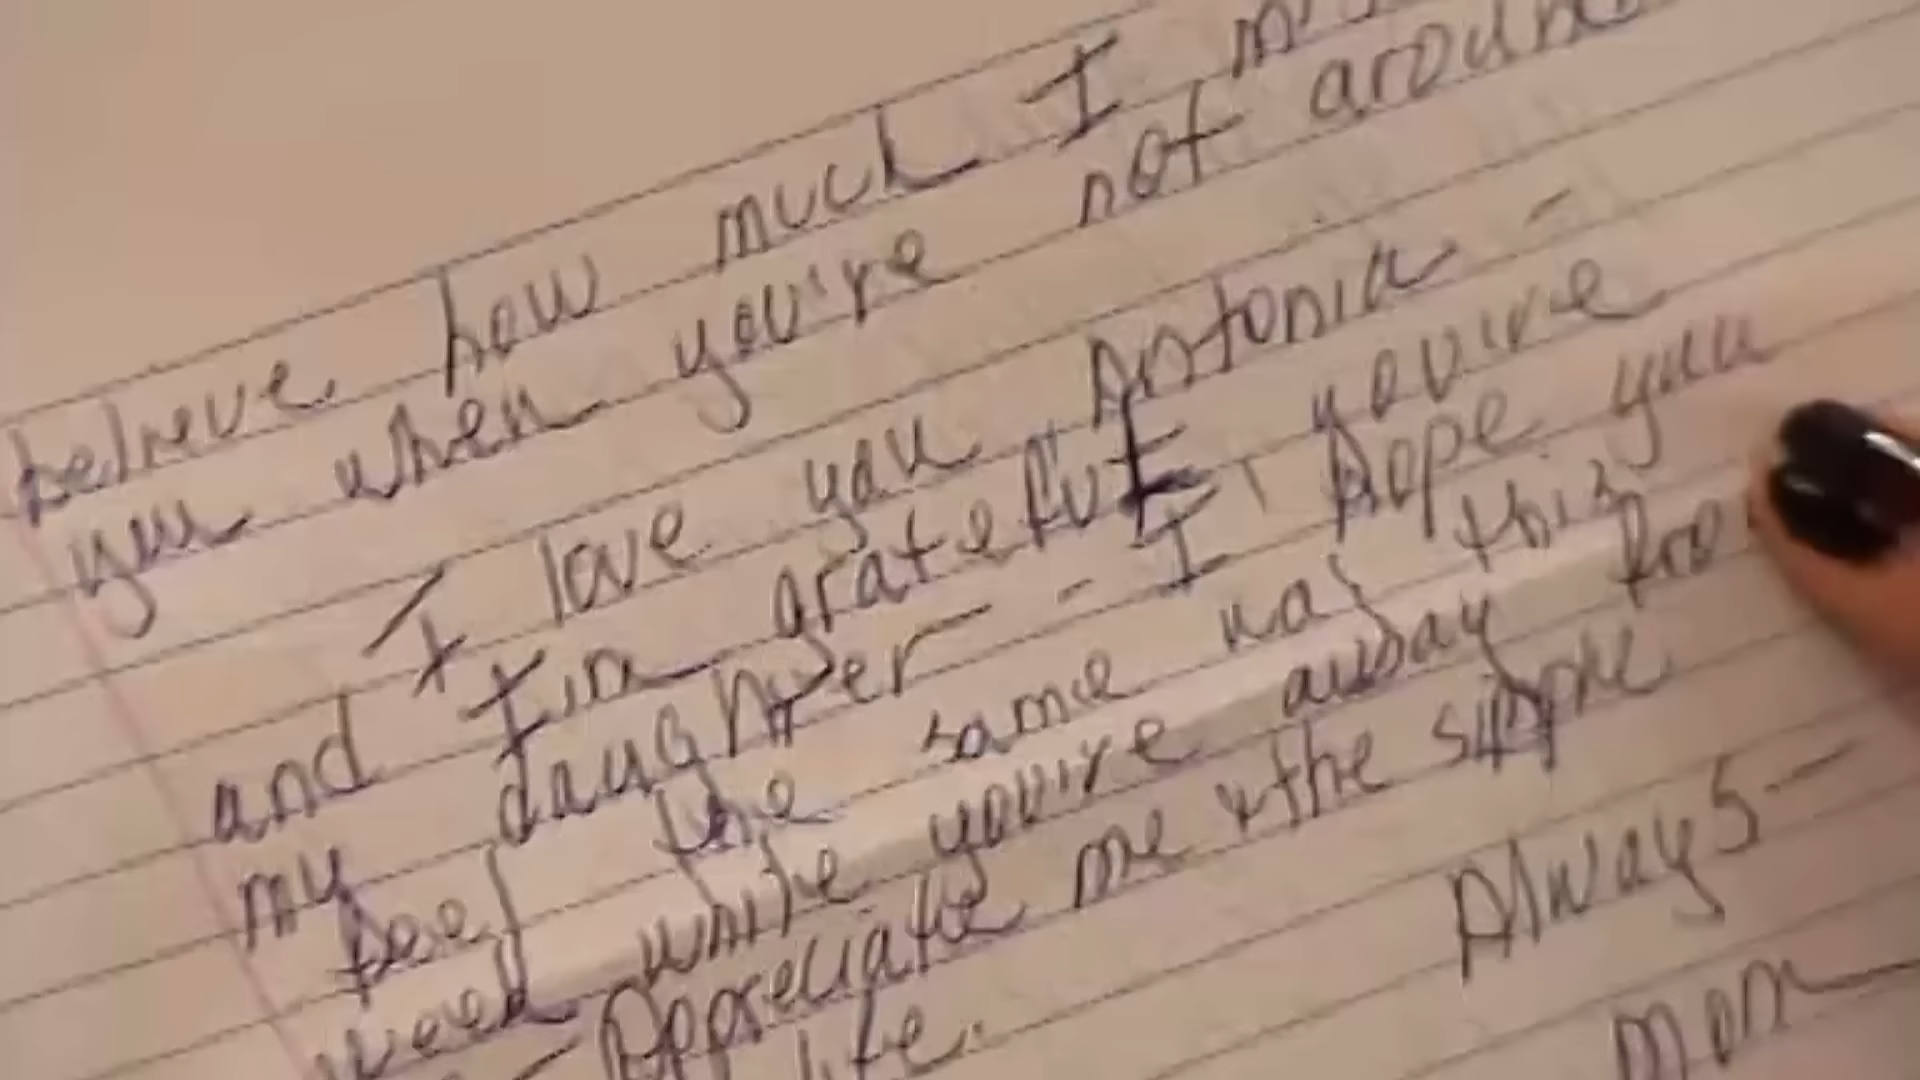 believe how much I
you when you're not around
I love you Antonia -
and I'm grateful you're
my daughter - I hope you
feel the same way this
week while you're away
- Appreciate me & the simple
life.
Always -
Mom